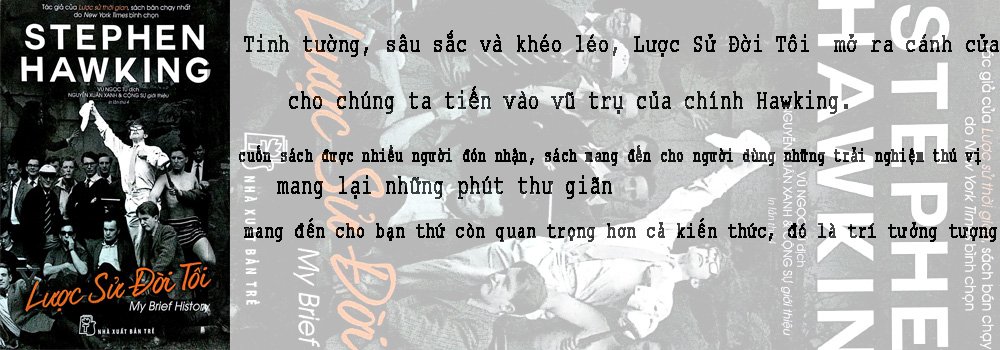 Tác giả của Lược sử thời gian, sách bán chạy nhất
do New York Times bình chọn
STEPHEN
HAWKING
VŨ NGỌC TƯ dịch
NGUYỄN XUÂN XANH & CỘNG SỰ giới thiệu
in lần thứ 4
Lược Sử Đời Tôi
My Brief History
NHÀ XUẤT BẢN TRẺ
Tinh tường, sâu sắc và khéo léo, Lược Sử Đời Tôi mở ra cánh cửa
cho chúng ta tiến vào vũ trụ của chính Hawking.
cuốn sách được nhiều người đón nhận, sách mang đến cho người dùng những trải nghiệm thú vị
mang lại những phút thư giãn
mang đến cho bạn thứ còn quan trọng hơn cả kiến thức, đó là trí tưởng tượng
Tác giả của Lược sử thời gian, sách bán chạy
do New York Times bình chọn
STEPHE
HAWKIN
VŨ NGỌC TƯ dịch
NGUYỄN XUÂN XANH & CỘNG SỰ giới thiệu
in lần thứ
Lược Sử Đời
My Brief
NHÀ XUẤT BẢN TRẺ